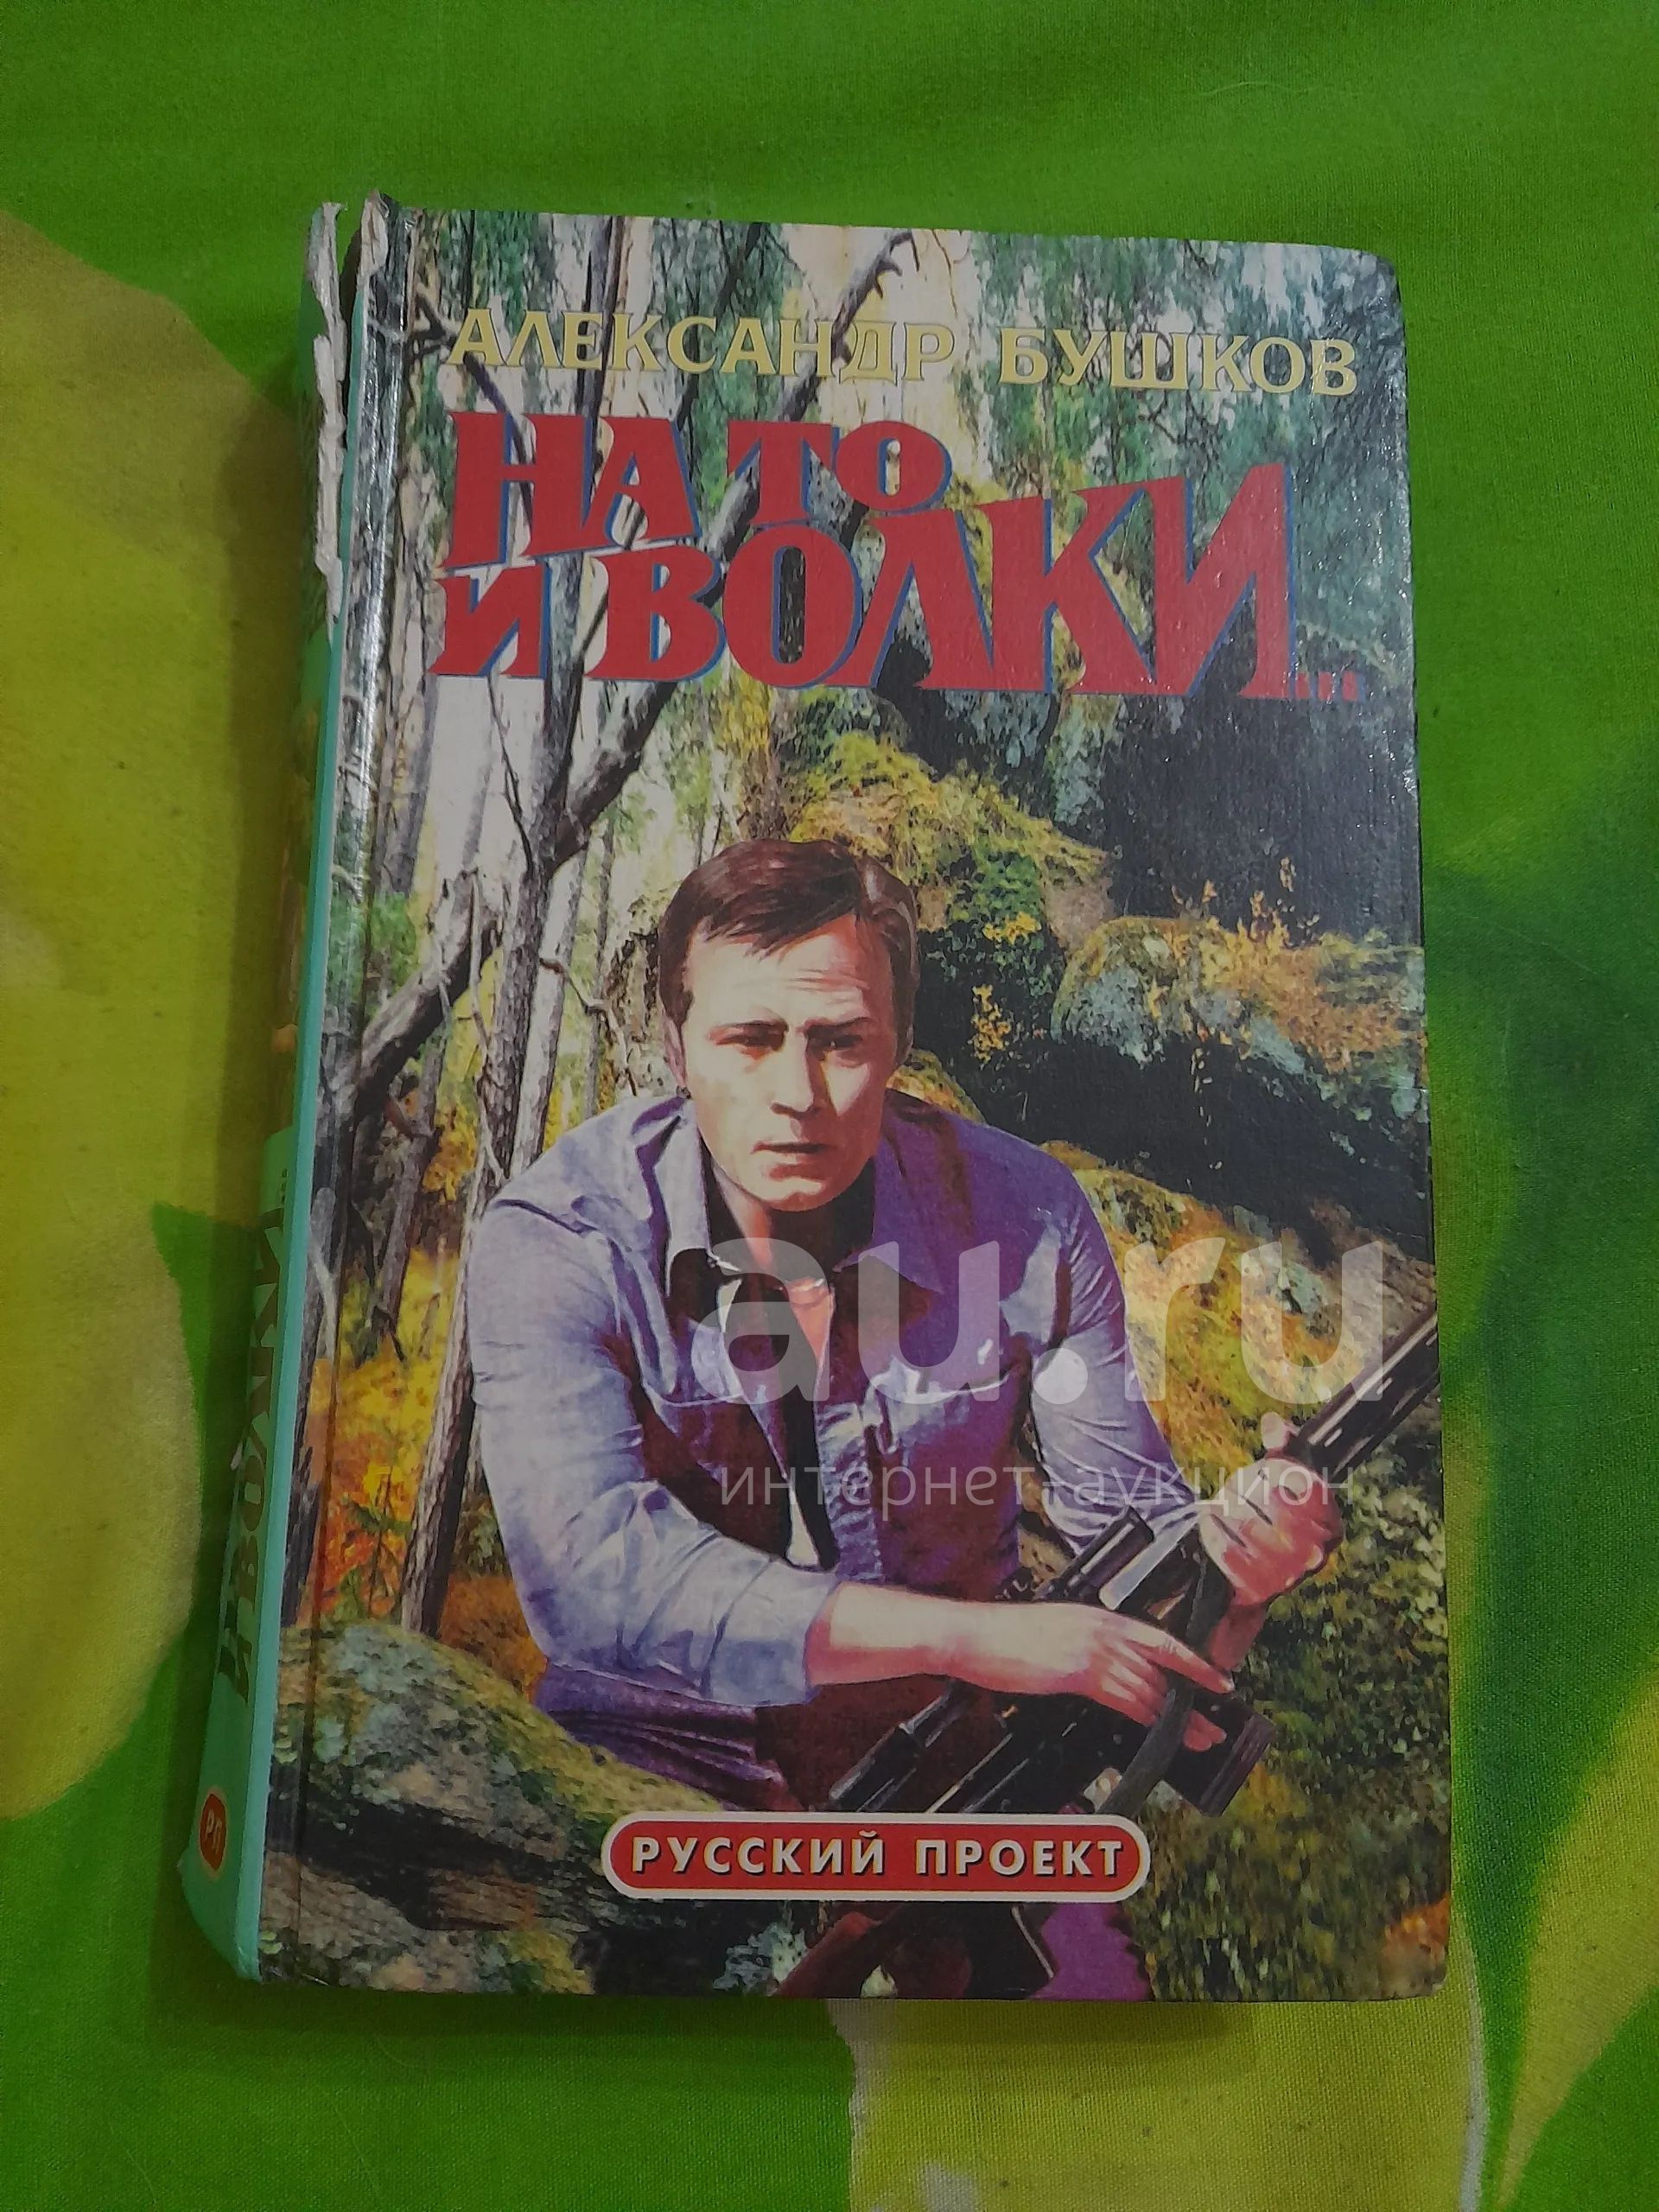 АЛЕКСАНДР БУШКОВ
НА ТО
И ВОЛКИ...
au.ru
интернет-аукцион
РУССКИЙ ПРОЕКТ
И ВОЛКИ
РП